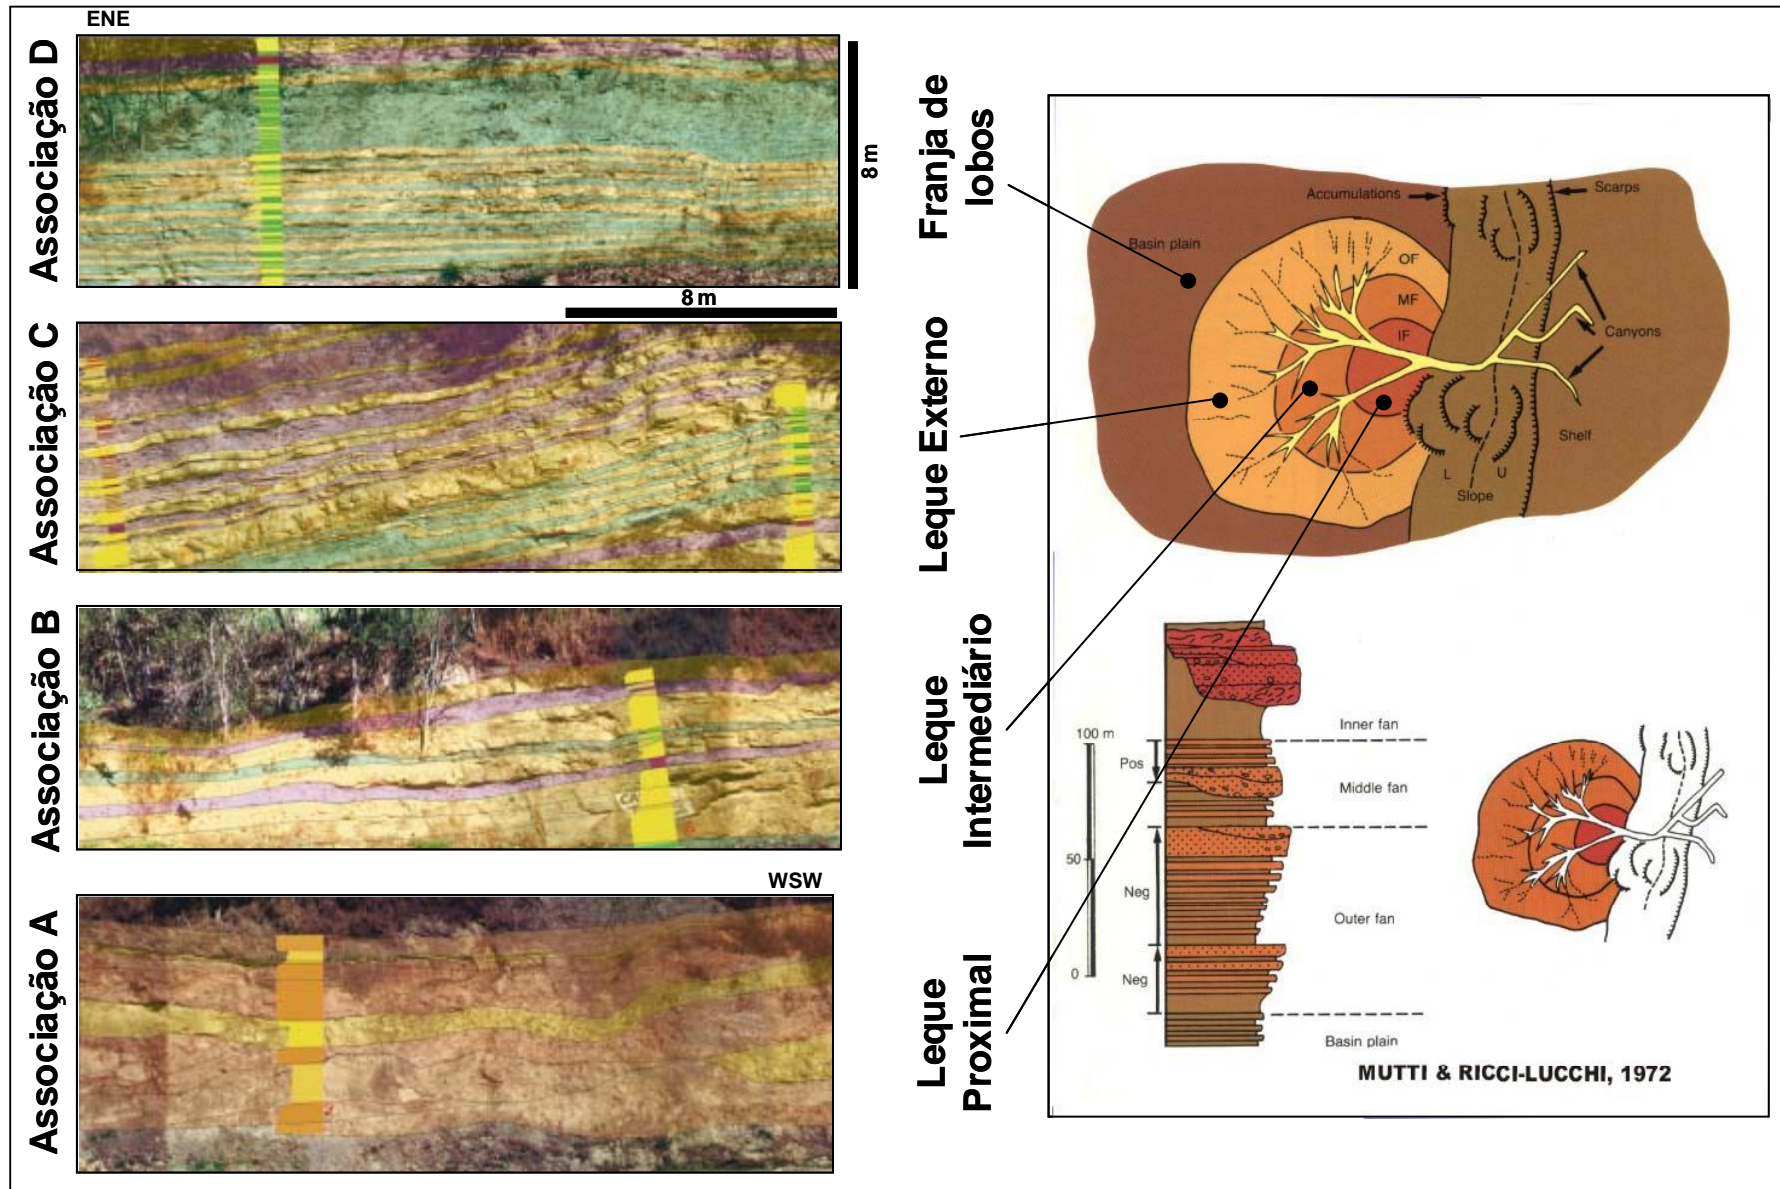 ENE
Associação D
8 m
8 m
Associação C
Associação B
WSW
Associação A
Franja de
lobos
Leque Externo
Leque
Intermediário
Leque
Proximal
Accumulations
Scarps
Basin plain
OF
MF
IF
Canyons
Shelf
L
U
Slope
100 m
50
0
Pos
Neg
Neg
Inner fan
Middle fan
Outer fan
Basin plain
MUTTI & RICCI-LUCCHI, 1972